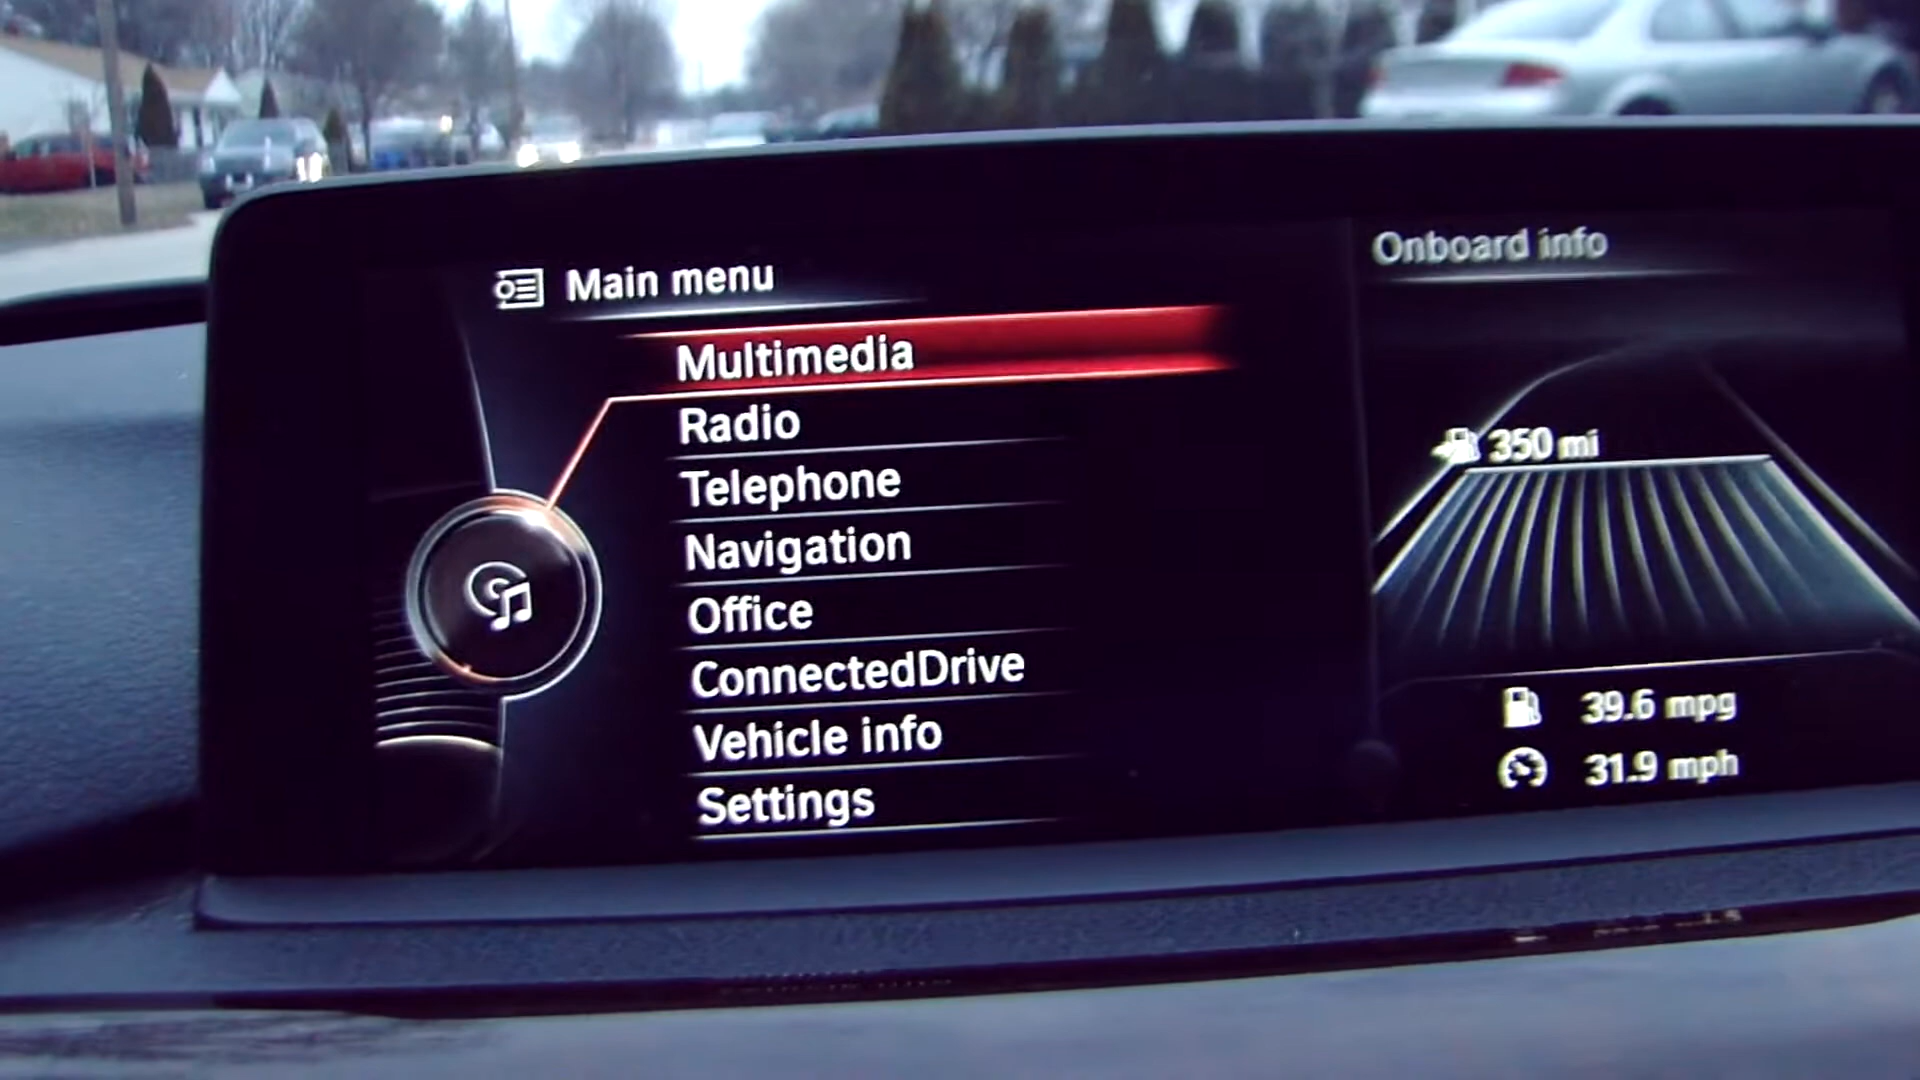 Main menu
Multimedia
Radio
Telephone
Navigation
Office
ConnectedDrive
Vehicle info
Settings
Onboard info
350 mi
39.6 mpg
31.9 mph